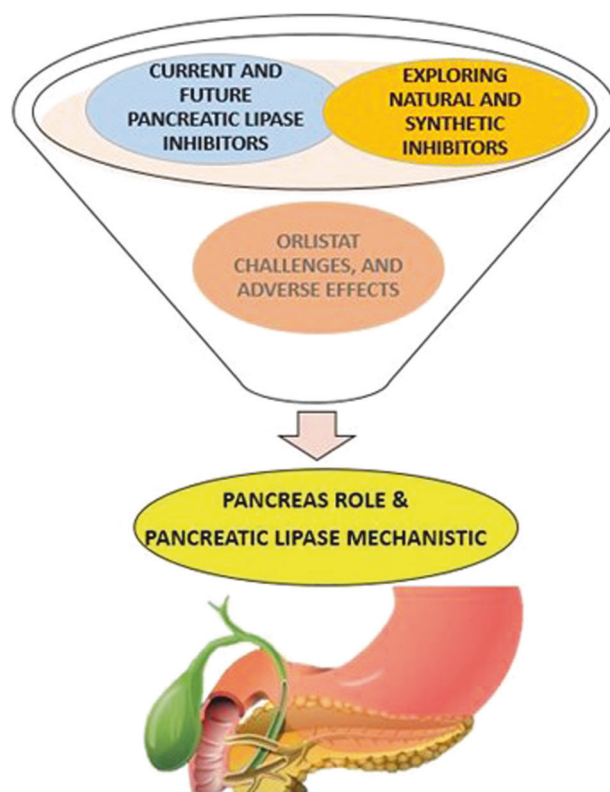 CURRENT AND
FUTURE
PANCREATIC LIPASE
INHIBITORS
EXPLORING
NATURAL AND
SYNTHETIC
INHIBITORS
ORLISTAT
CHALLENGES, AND
ADVERSE EFFECTS
PANCREAS ROLE &
PANCREATIC LIPASE MECHANISTIC